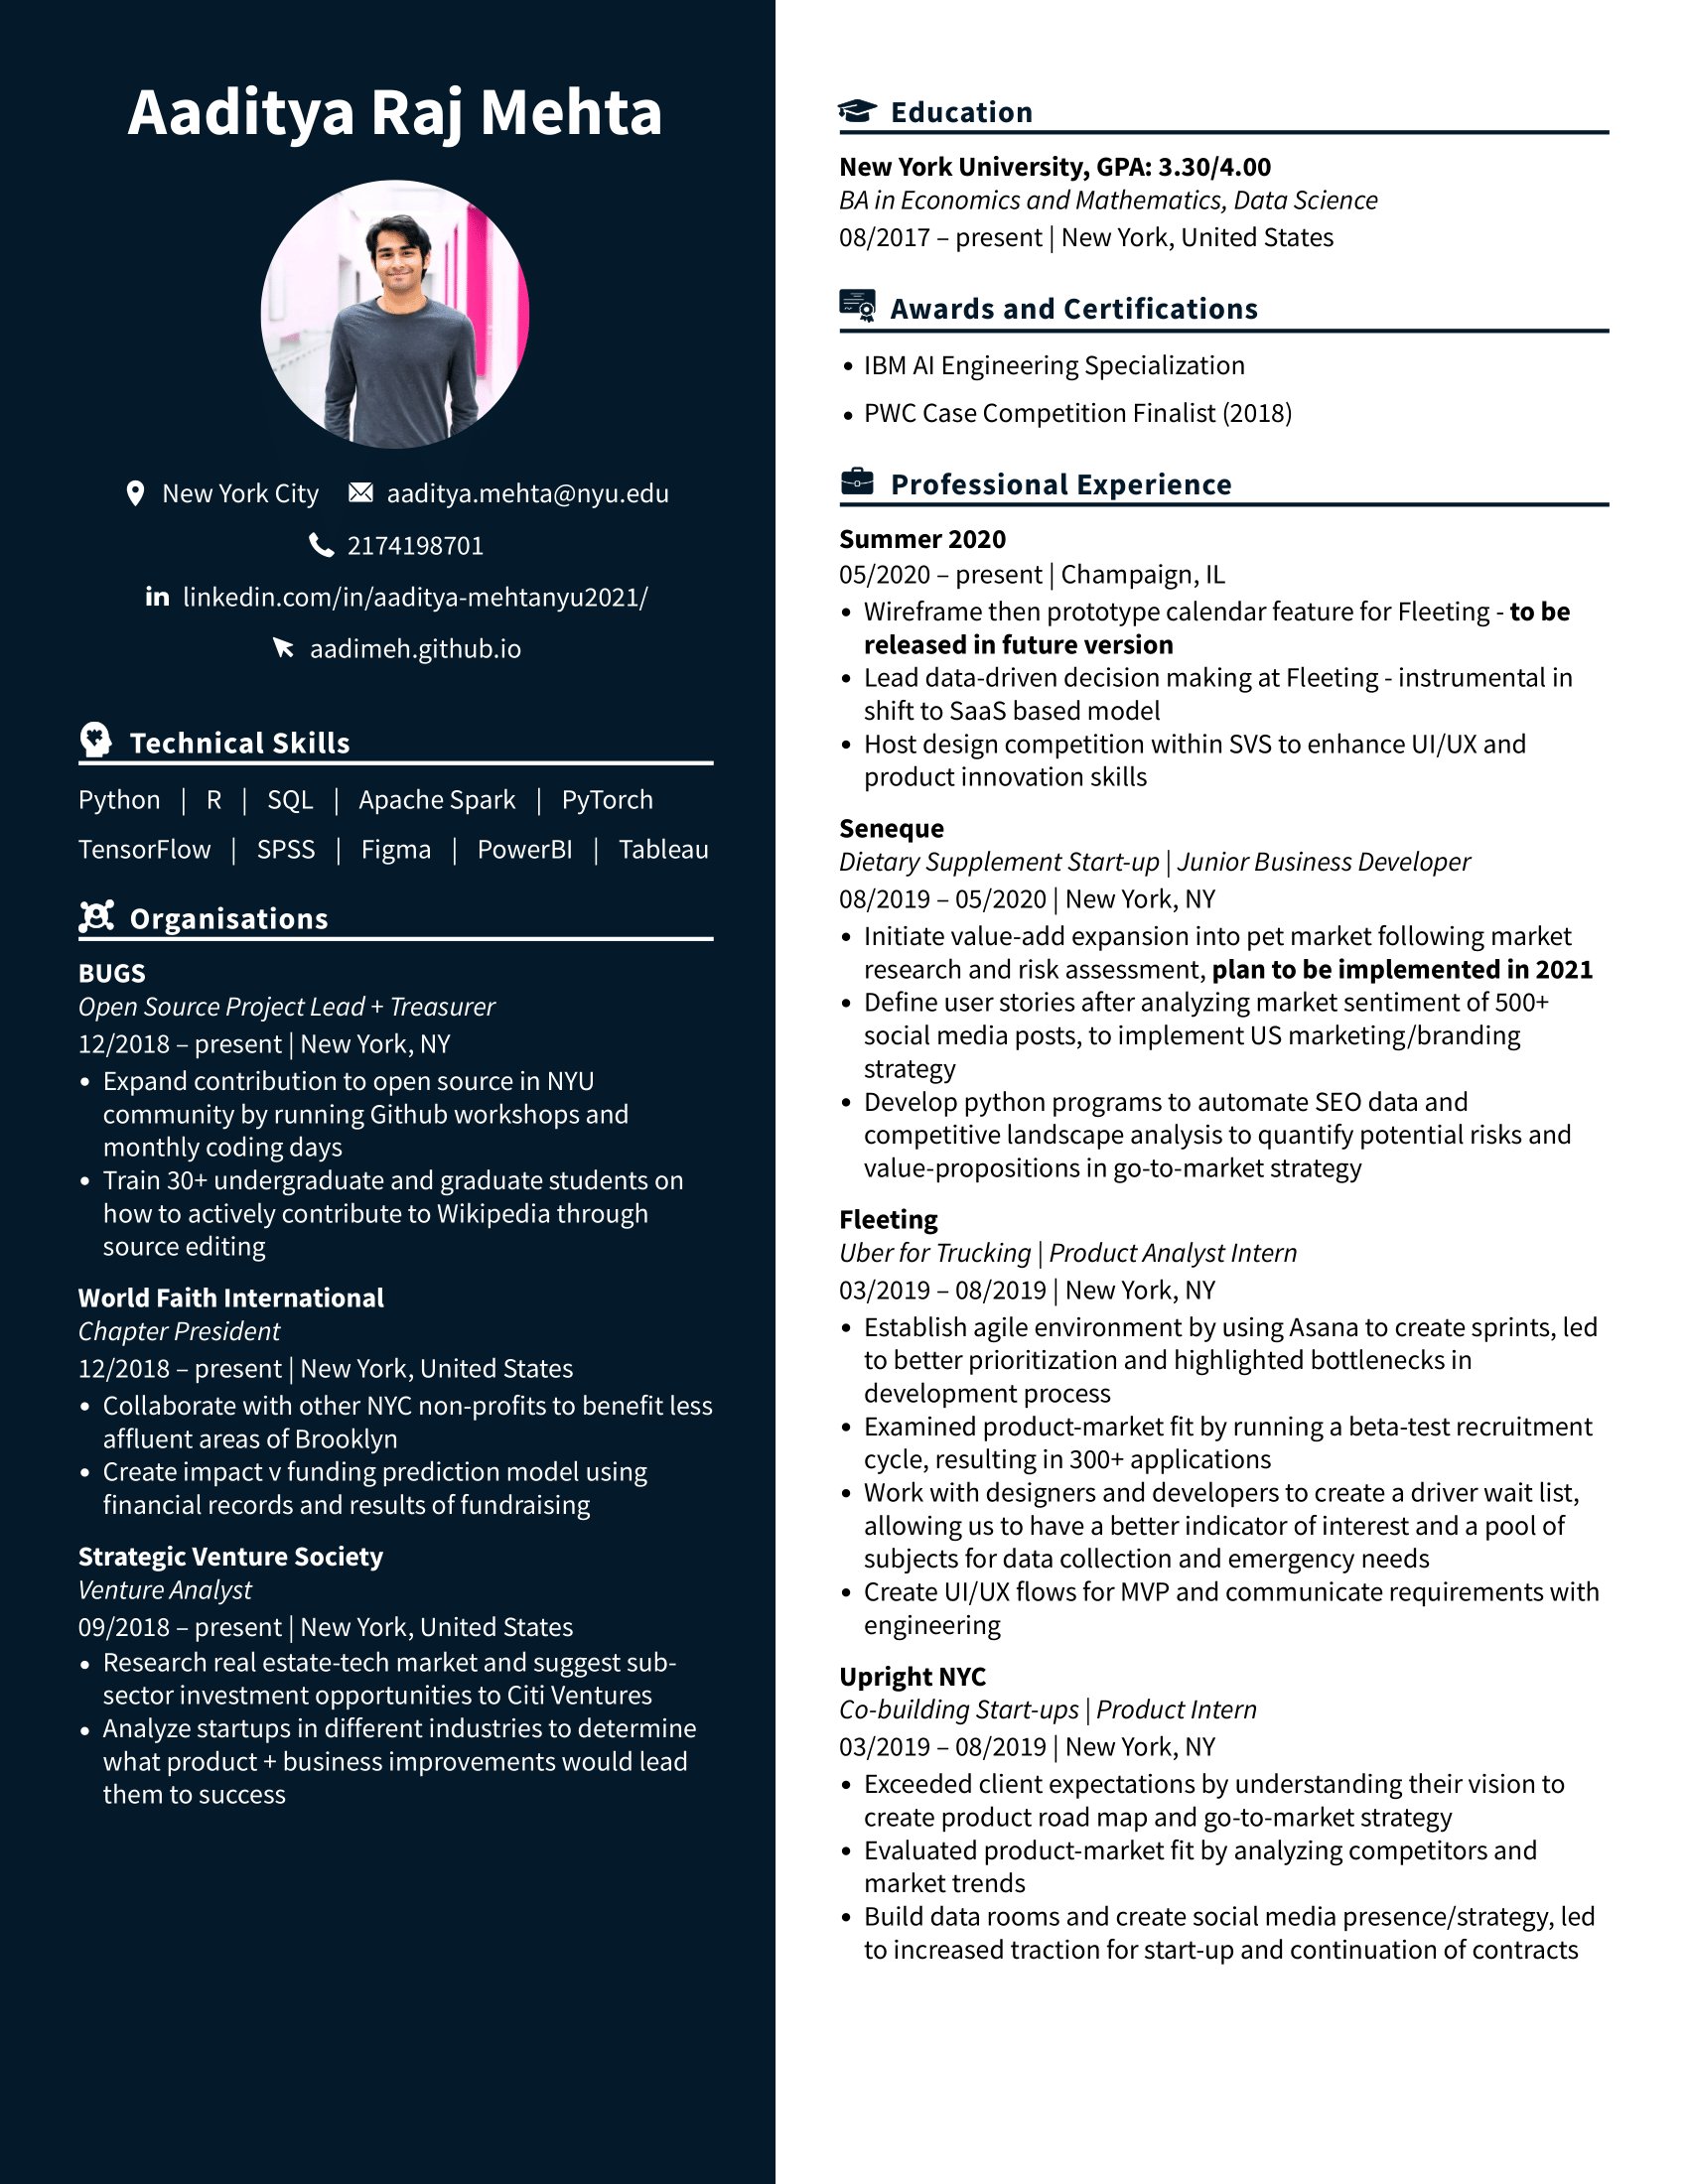 Aaditya Raj Mehta
New York City aaditya.mehta@nyu.edu
2174198701
linkedin.com/in/aaditya-mehtanyu2021/
aadimeh.github.io
Technical Skills
Python | R | SQL | Apache Spark | PyTorch
TensorFlow | SPSS | Figma | PowerBI | Tableau
Organisations
BUGS
Open Source Project Lead + Treasurer
12/2018 – present | New York, NY
• Expand contribution to open source in NYU
community by running Github workshops and
monthly coding days
• Train 30+ undergraduate and graduate students on
how to actively contribute to Wikipedia through
source editing
World Faith International
Chapter President
12/2018 – present | New York, United States
• Collaborate with other NYC non-profits to benefit less
affluent areas of Brooklyn
• Create impact v funding prediction model using
financial records and results of fundraising
Strategic Venture Society
Venture Analyst
09/2018 – present | New York, United States
• Research real estate-tech market and suggest sub-
sector investment opportunities to Citi Ventures
• Analyze startups in different industries to determine
what product + business improvements would lead
them to success
Education
New York University, GPA: 3.30/4.00
BA in Economics and Mathematics, Data Science
08/2017 – present | New York, United States
Awards and Certifications
• IBM AI Engineering Specialization
• PWC Case Competition Finalist (2018)
Professional Experience
Summer 2020
05/2020 – present | Champaign, IL
• Wireframe then prototype calendar feature for Fleeting - to be
released in future version
• Lead data-driven decision making at Fleeting - instrumental in
shift to SaaS based model
• Host design competition within SVS to enhance UI/UX and
product innovation skills
Seneque
Dietary Supplement Start-up | Junior Business Developer
08/2019 – 05/2020 | New York, NY
• Initiate value-add expansion into pet market following market
research and risk assessment, plan to be implemented in 2021
• Define user stories after analyzing market sentiment of 500+
social media posts, to implement US marketing/branding
strategy
• Develop python programs to automate SEO data and
competitive landscape analysis to quantify potential risks and
value-propositions in go-to-market strategy
Fleeting
Uber for Trucking | Product Analyst Intern
03/2019 – 08/2019 | New York, NY
• Establish agile environment by using Asana to create sprints, led
to better prioritization and highlighted bottlenecks in
development process
• Examined product-market fit by running a beta-test recruitment
cycle, resulting in 300+ applications
• Work with designers and developers to create a driver wait list,
allowing us to have a better indicator of interest and a pool of
subjects for data collection and emergency needs
• Create UI/UX flows for MVP and communicate requirements with
engineering
Upright NYC
Co-building Start-ups | Product Intern
03/2019 – 08/2019 | New York, NY
• Exceeded client expectations by understanding their vision to
create product road map and go-to-market strategy
• Evaluated product-market fit by analyzing competitors and
market trends
• Build data rooms and create social media presence/strategy, led
to increased traction for start-up and continuation of contracts